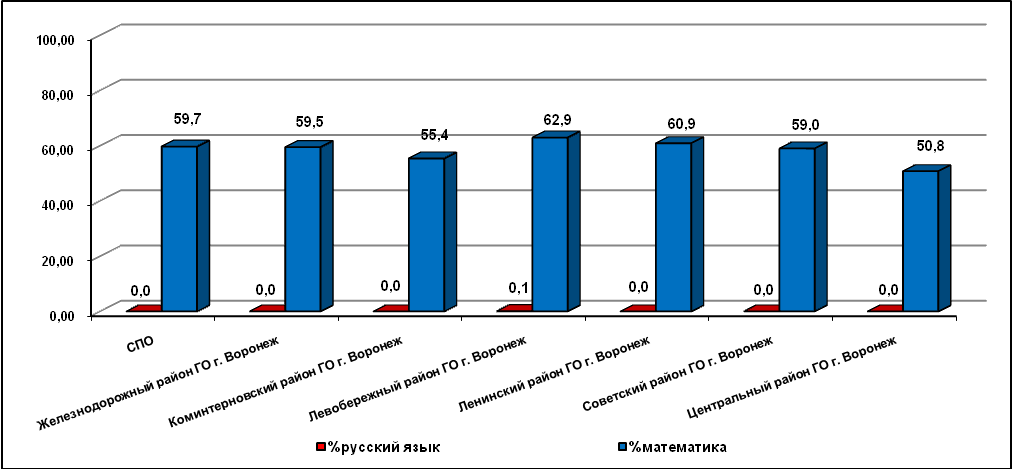 100,00
80,00
60,00
40,00
20,00
0,00
59,7
59,5
55,4
62,9
60,9
59,0
50,8
0,0
0,0
0,0
0,1
0,0
0,0
0,0
СПО
Железнодорожный район ГО г. Воронеж
Коминтерновский район ГО г. Воронеж
Левобережный район ГО г. Воронеж
Ленинский район ГО г. Воронеж
Советский район ГО г. Воронеж
Центральный район ГО г. Воронеж
%русский язык
%математика